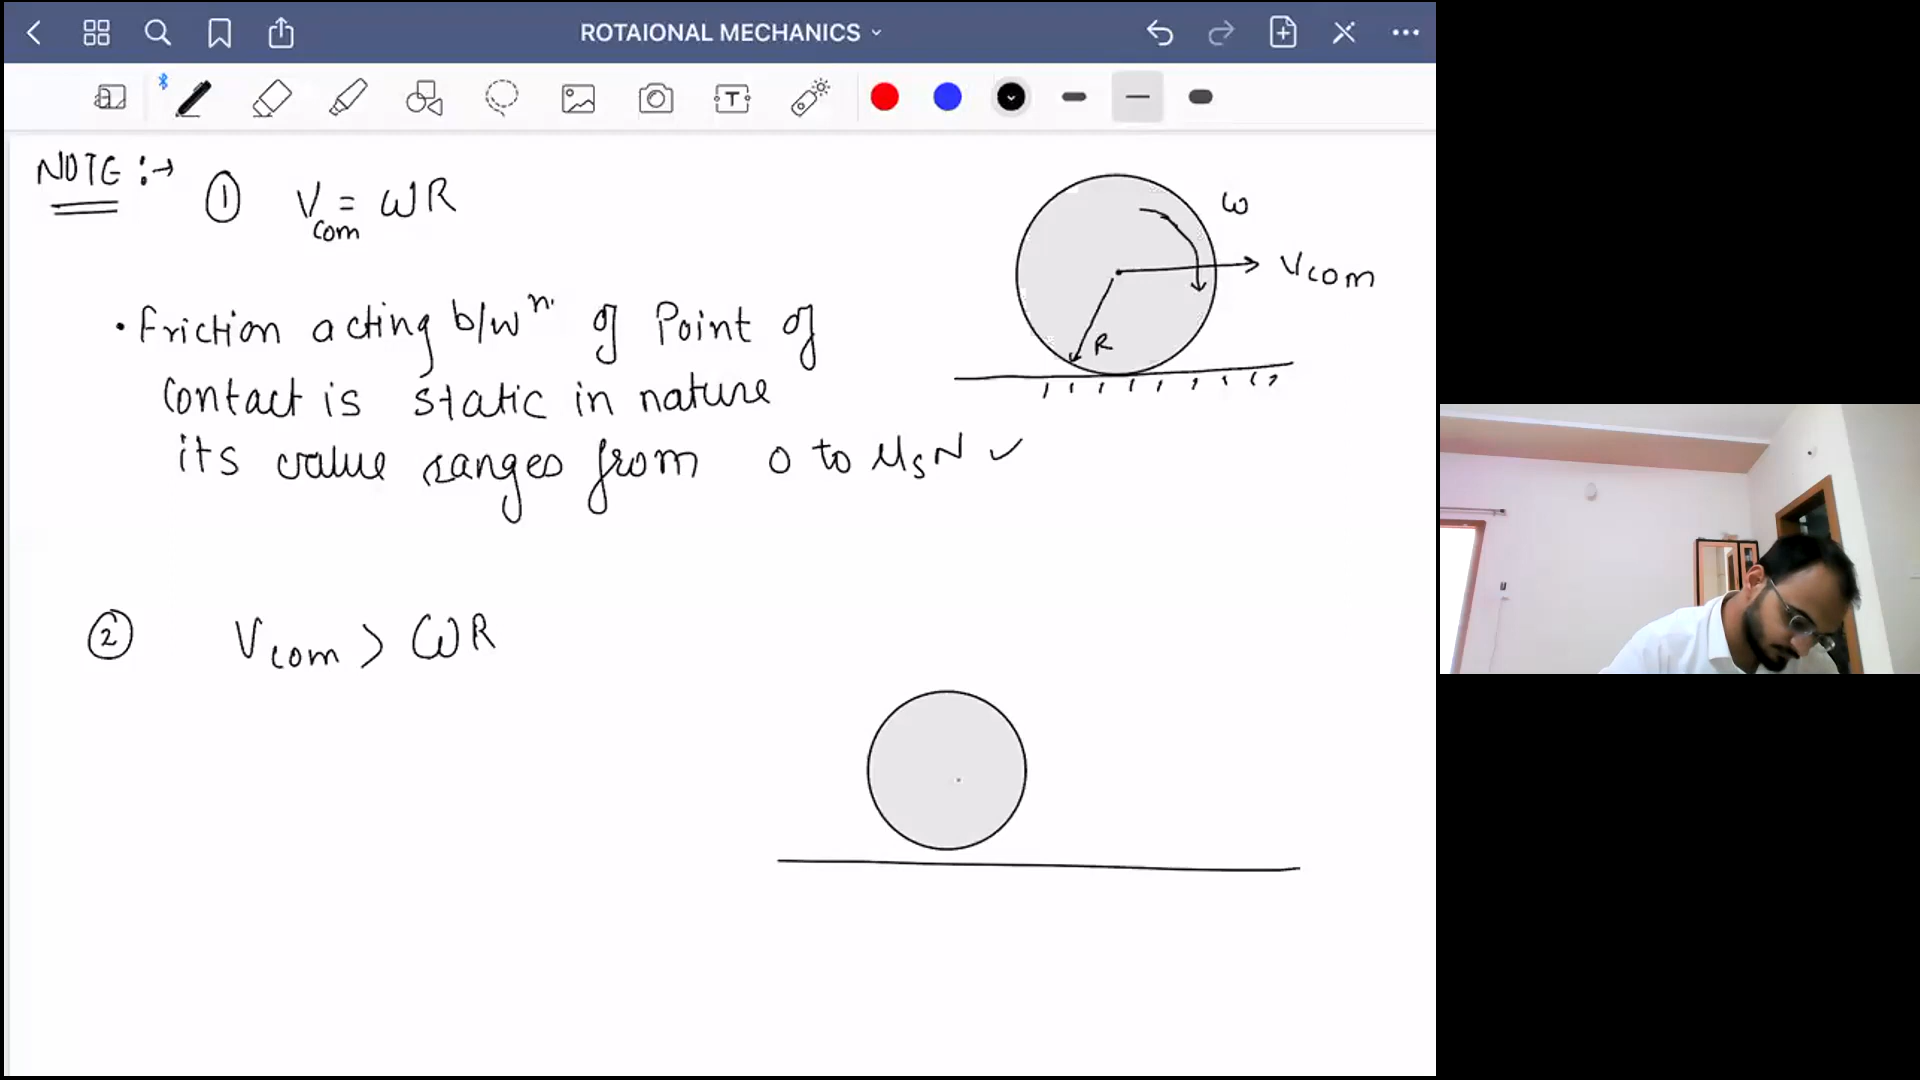 ROTAIONAL MECHANICS
NOTE :→ ① V_com = ωR
ω
V_com
R
• Friction acting b/wⁿ. of Point of
contact is static in nature
its value ranges from 0 to μ_s N ✓
② V_com > ωR